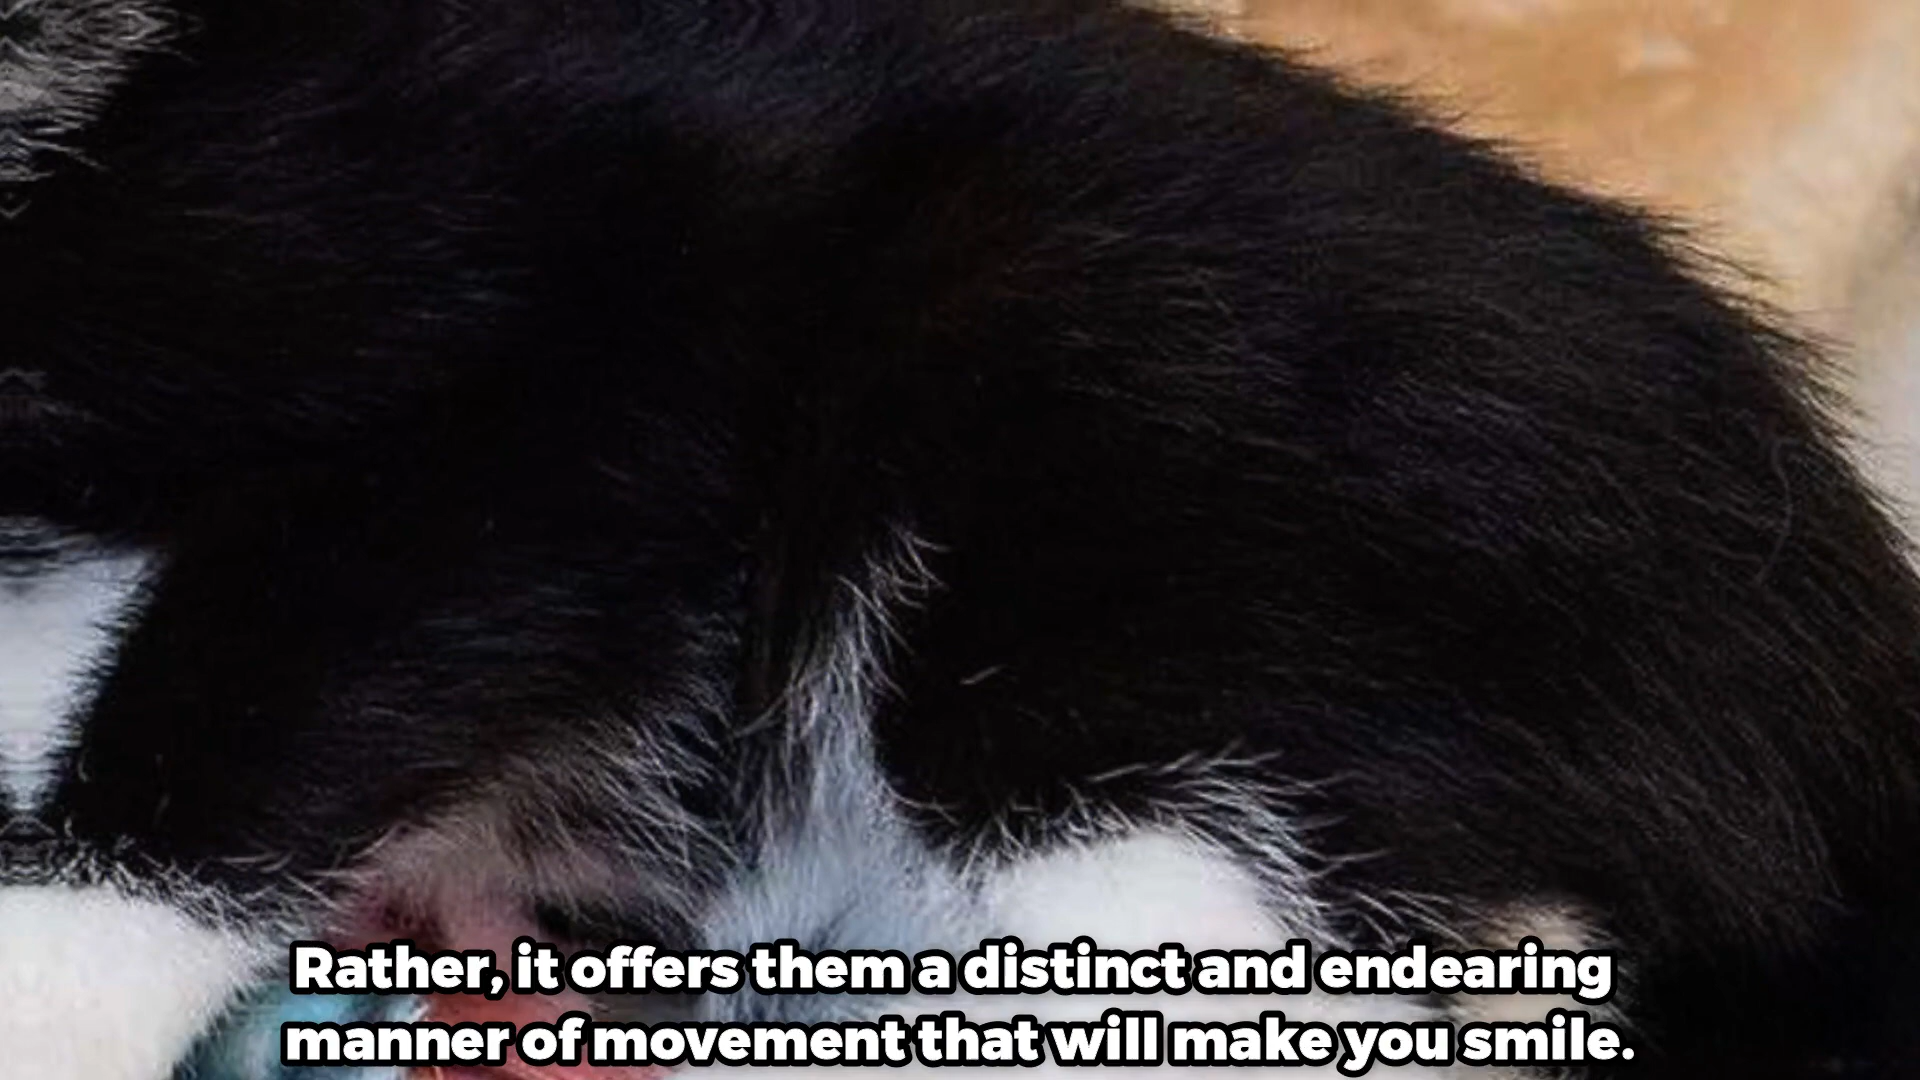 Rather, it offers them a distinct and endearing
manner of movement that will make you smile.